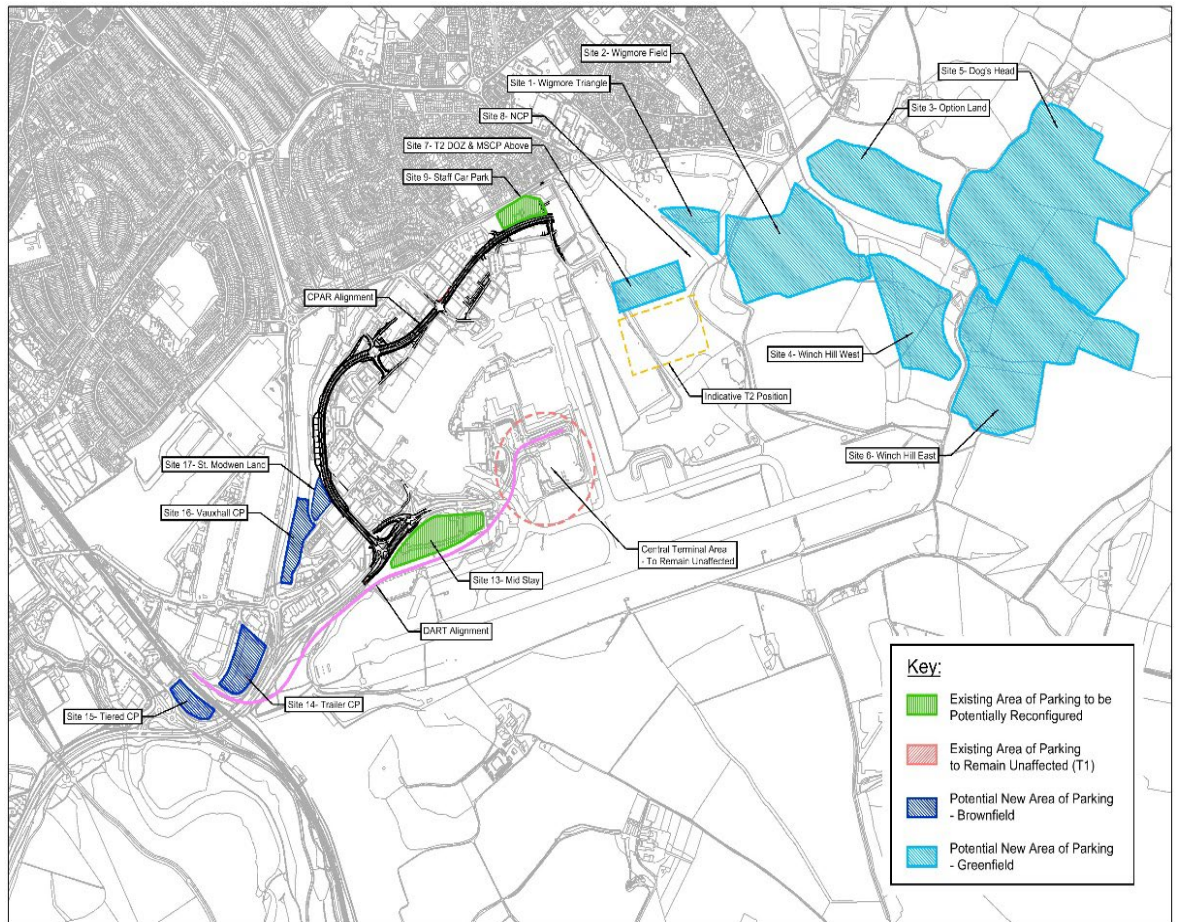 Site 2- Wigmore Field
Site 5- Dog's Head
Site 1- Wigmore Triangle
Site 3- Option Land
Site 8- NCP
Site 7- T2 DOZ & MSCP Above
Site 9- Staff Car Park
CPAR Alignment
Site 4- Winch Hill West
Indicative T2 Position
Site 6- Winch Hill East
Site 17- St. Modwen Land
Site 16- Vauxhall CP
Central Terminal Area
- To Remain Unaffected
Site 13- Mid Stay
DART Alignment
Site 14- Trailer CP
Site 15- Tiered CP
Key:
Existing Area of Parking to be
Potentially Reconfigured
Existing Area of Parking
to Remain Unaffected (T1)
Potential New Area of Parking
- Brownfield
Potential New Area of Parking
- Greenfield